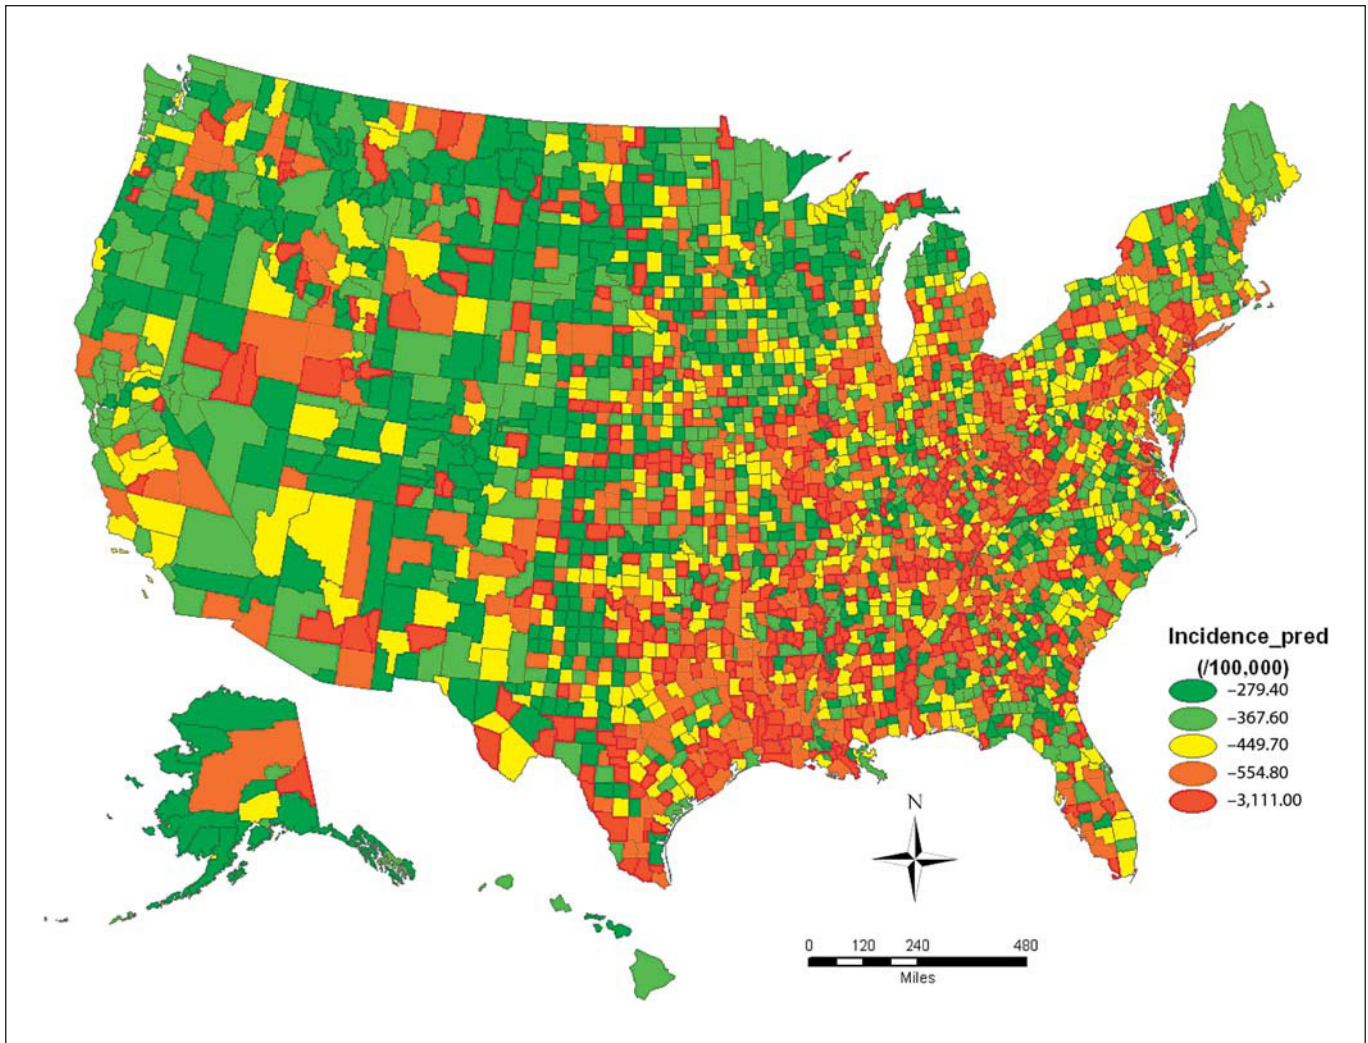 Incidence_pred
(/100,000)
–279.40
–367.60
–449.70
–554.80
–3,111.00
N
0 120 240 480
Miles